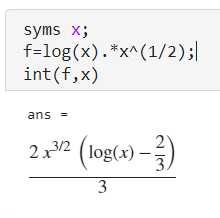 syms x;
f=log(x).*x^(1/2);
int(f,x)
ans =
2 x^{3/2} (log(x) − 2/3)
3